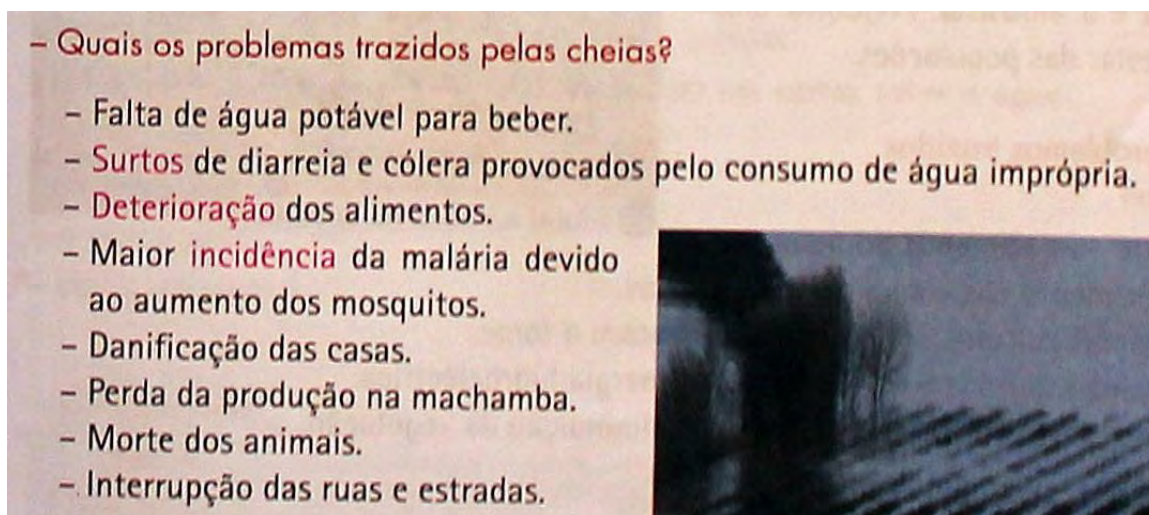 – Quais os problemas trazidos pelas cheias?
– Falta de água potável para beber.
– Surtos de diarreia e cólera provocados pelo consumo de água imprópria.
– Deterioração dos alimentos.
– Maior incidência da malária devido
ao aumento dos mosquitos.
– Danificação das casas.
– Perda da produção na machamba.
– Morte dos animais.
– Interrupção das ruas e estradas.